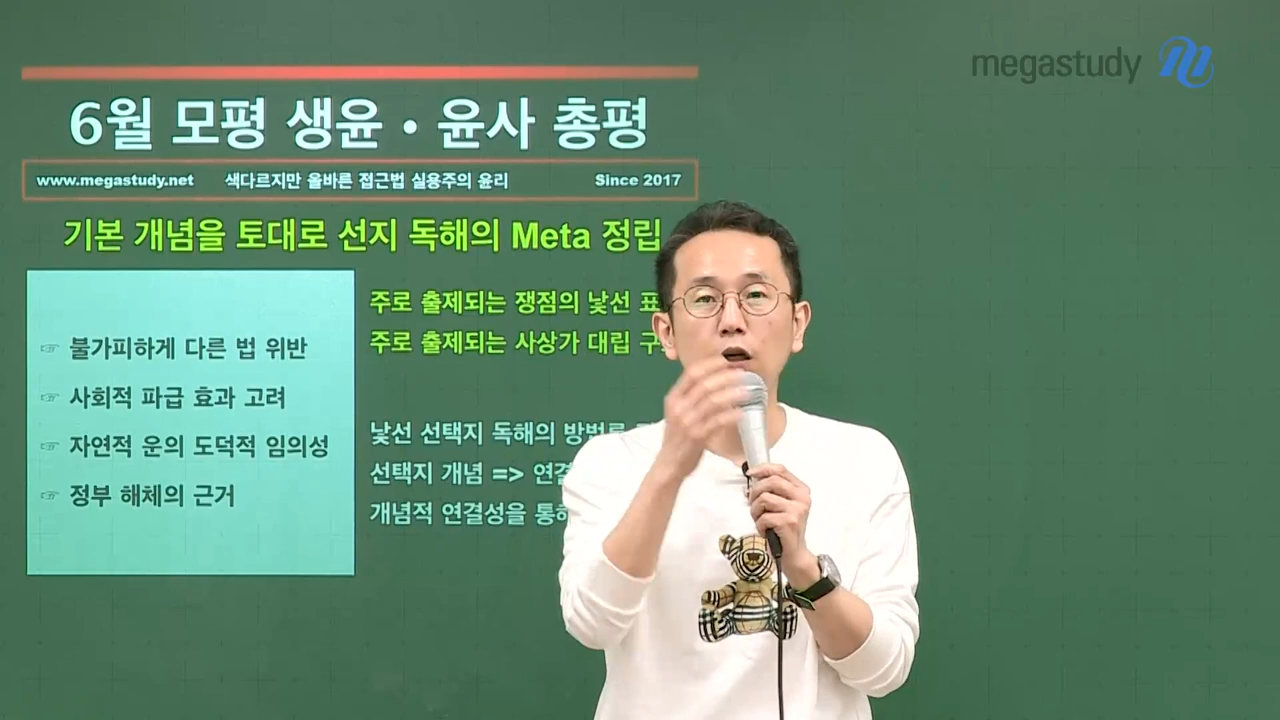 megastudy
6월 모평 생윤 · 윤사 총평
www.megastudy.net 색다르지만 올바른 접근법 실용주의 윤리 Since 2017
기본 개념을 토대로 선지 독해의 Meta 정립
☞ 불가피하게 다른 법 위반
☞ 사회적 파급 효과 고려
☞ 자연적 운의 도덕적 임의성
☞ 정부 해체의 근거
주로 출제되는 쟁점의 낯선
주로 출제되는 사상가 대립
낯선 선택지 독해의
선택지 개념 =>
개념적 연결성을